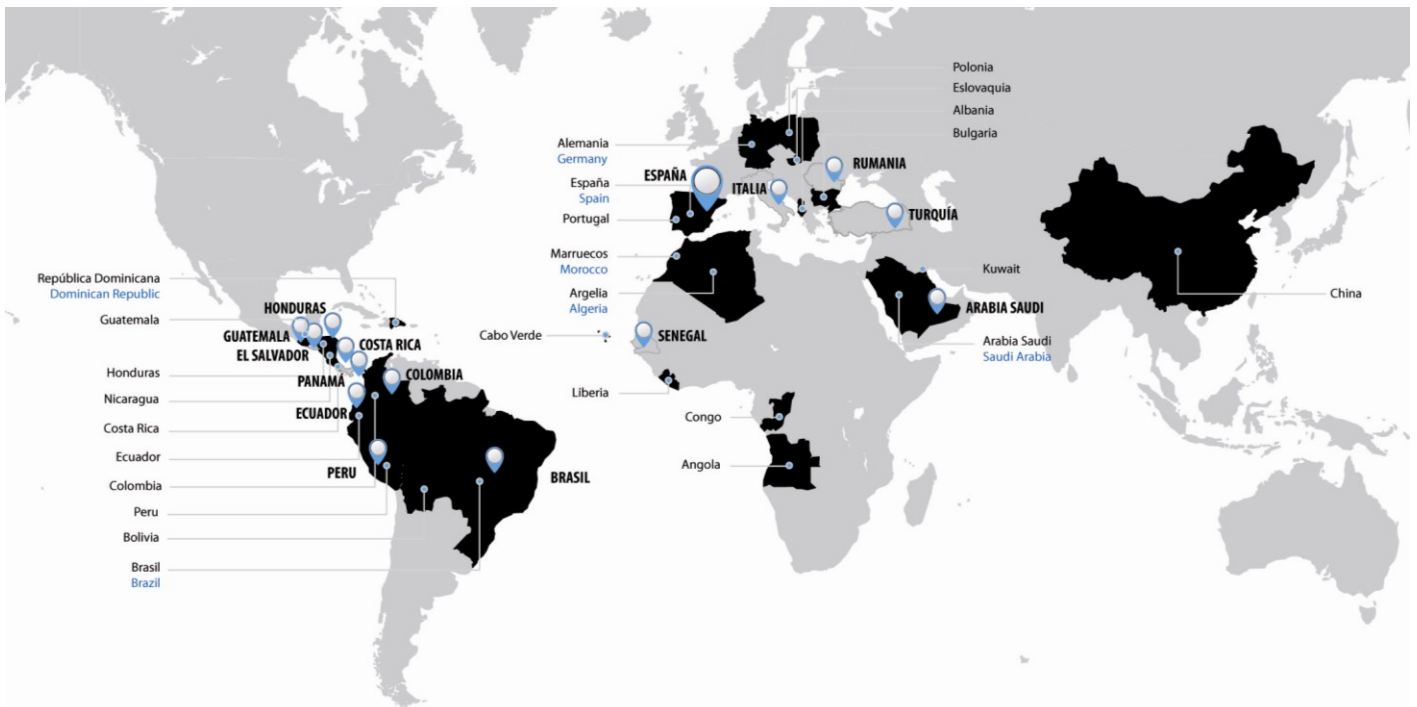 Polonia
Eslovaquia
Albania
Bulgaria
Alemania
Germany
España
Spain
Portugal
Marruecos
Morocco
Argelia
Algeria
Cabo Verde
Liberia
Congo
Angola
ESPAÑA
ITALIA
RUMANIA
TURQUÍA
SENEGAL
ARABIA SAUDI
Kuwait
Arabia Saudi
Saudi Arabia
China
República Dominicana
Dominican Republic
Guatemala
Honduras
Nicaragua
Costa Rica
Ecuador
Colombia
Peru
Bolivia
Brasil
Brazil
HONDURAS
GUATEMALA
EL SALVADOR
COSTA RICA
PANAMÁ
COLOMBIA
ECUADOR
PERU
BRASIL